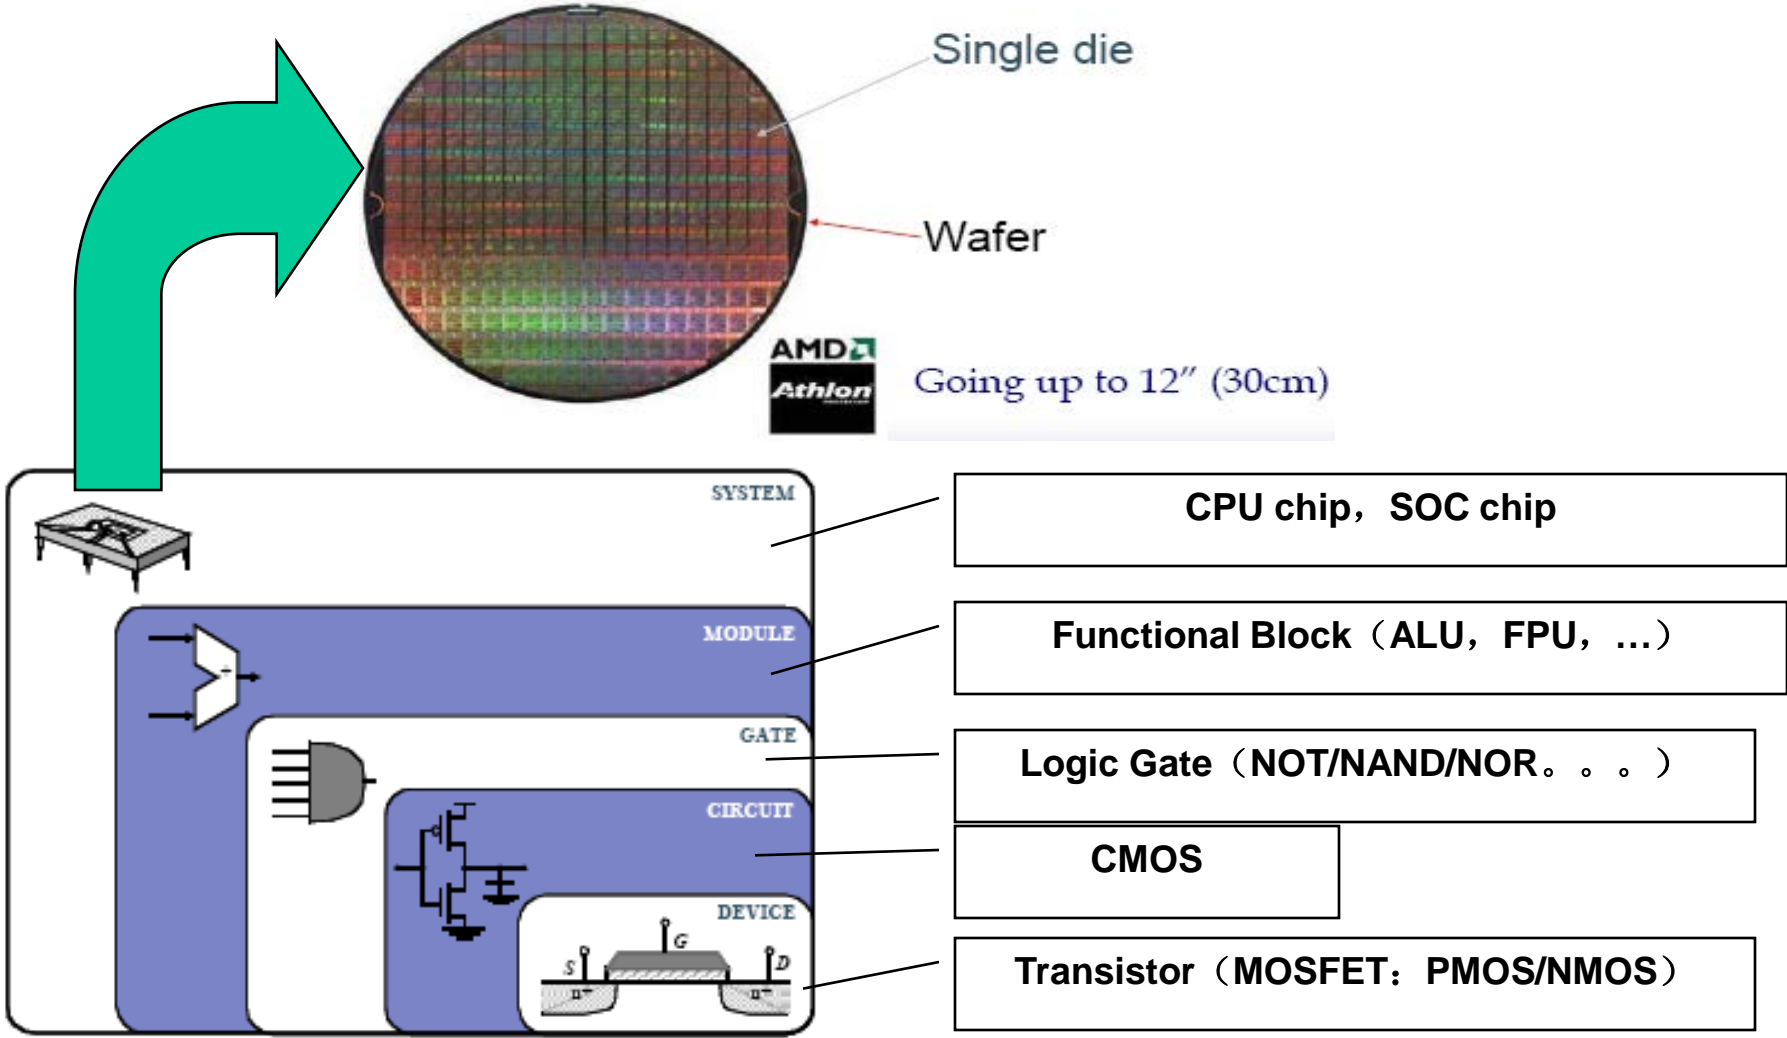 Single die
Wafer
AMD
Athlon
Going up to 12″ (30cm)
SYSTEM
CPU chip，SOC chip
MODULE
+
Functional Block（ALU，FPU，…）
GATE
Logic Gate（NOT/NAND/NOR。。。）
CIRCUIT
CMOS
DEVICE
G
S
D
n+
n+
Transistor（MOSFET：PMOS/NMOS）